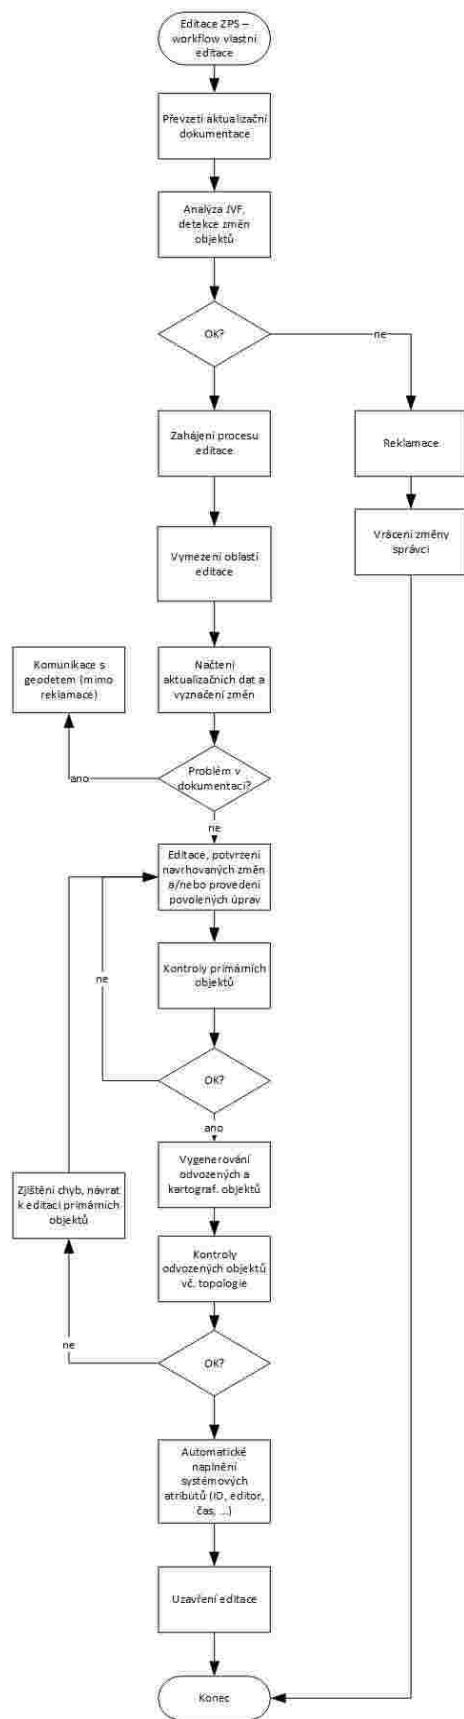 Editace ZPS –
workflow vlastní
editace
Převzetí aktualizační
dokumentace
Analýza JVF,
detekce změn
objektů
OK?
ne
Zahájení procesu
editace
Reklamace
Vymezení oblastí
editace
Vrácení změny
správci
Komunikace s
geodetem (mimo
reklamace)
Načtení
aktualizačních dat a
vyznačení změn
ano
Problém v
dokumentaci?
ne
Editace, potvrzení
navrhovaných změn
a/nebo provedení
povolených úprav
ne
Kontroly primárních
objektů
OK?
ano
Vygenerování
odvozených a
kartograf. objektů
Zjištění chyb, návrat
k editaci primárních
objektů
Kontroly
odvozených objektů
vč. topologie
ne
OK?
Automatické
naplnění
systémových
atributů (ID, editor,
čas, …)
Uzavření editace
Konec